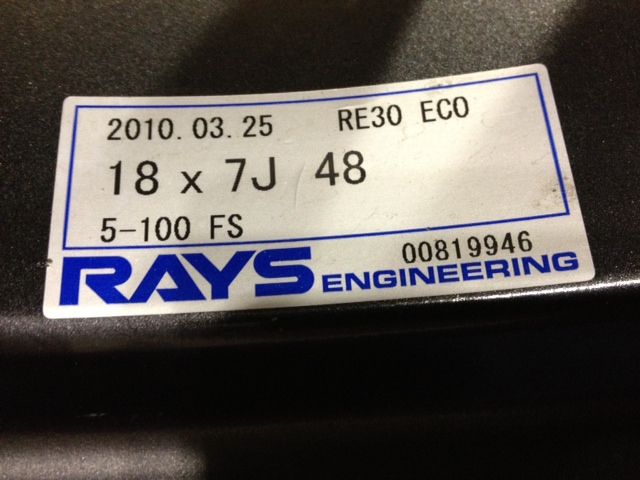 2010.03.25 RE30 ECO
18 x 7J 48
5-100 FS
00819946
RAYS ENGINEERING